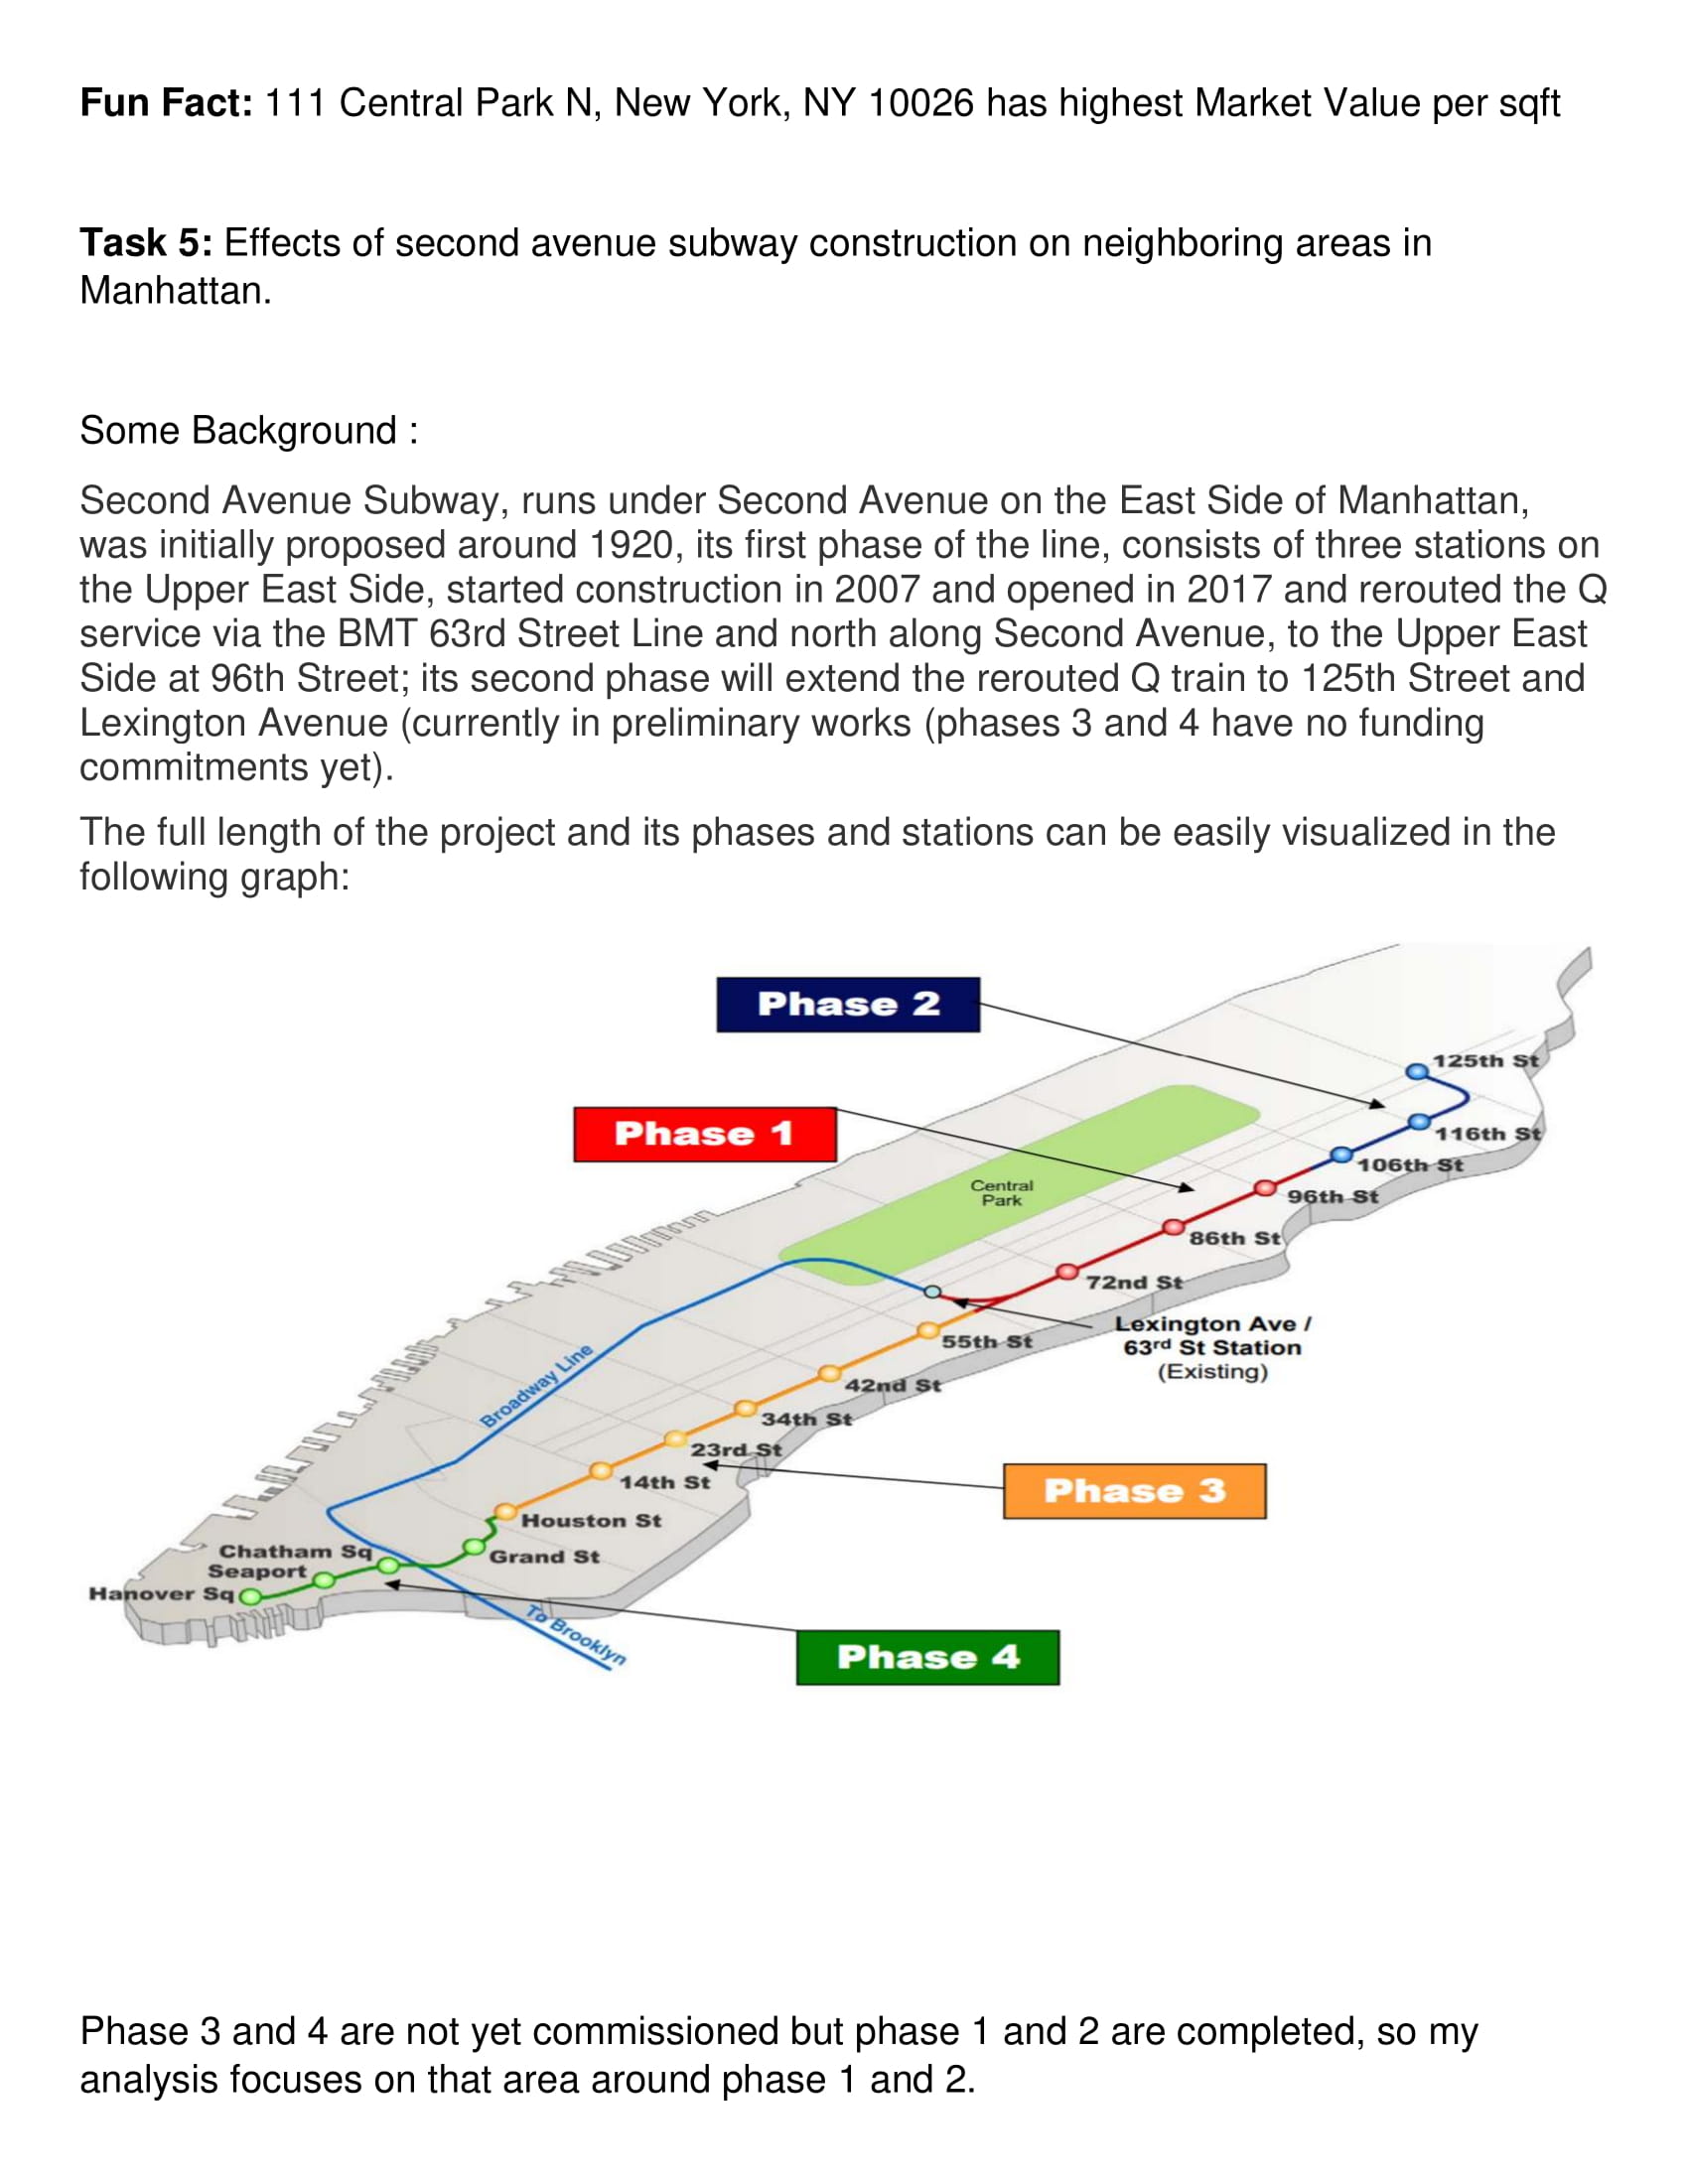 Fun Fact: 111 Central Park N, New York, NY 10026 has highest Market Value per sqft
Task 5: Effects of second avenue subway construction on neighboring areas in
Manhattan.
Some Background :
Second Avenue Subway, runs under Second Avenue on the East Side of Manhattan,
was initially proposed around 1920, its first phase of the line, consists of three stations on
the Upper East Side, started construction in 2007 and opened in 2017 and rerouted the Q
service via the BMT 63rd Street Line and north along Second Avenue, to the Upper East
Side at 96th Street; its second phase will extend the rerouted Q train to 125th Street and
Lexington Avenue (currently in preliminary works (phases 3 and 4 have no funding
commitments yet).
The full length of the project and its phases and stations can be easily visualized in the
following graph:
Phase 2
125th St
Phase 1
116th St
106th St
Central
Park
96th St
86th St
72nd St
Lexington Ave /
63rd St Station
(Existing)
55th St
Broadway Line
42nd St
34th St
23rd St
14th St
Phase 3
Houston St
Chatham Sq
Grand St
Seaport
Hanover Sq
To Brooklyn
Phase 4
Phase 3 and 4 are not yet commissioned but phase 1 and 2 are completed, so my
analysis focuses on that area around phase 1 and 2.